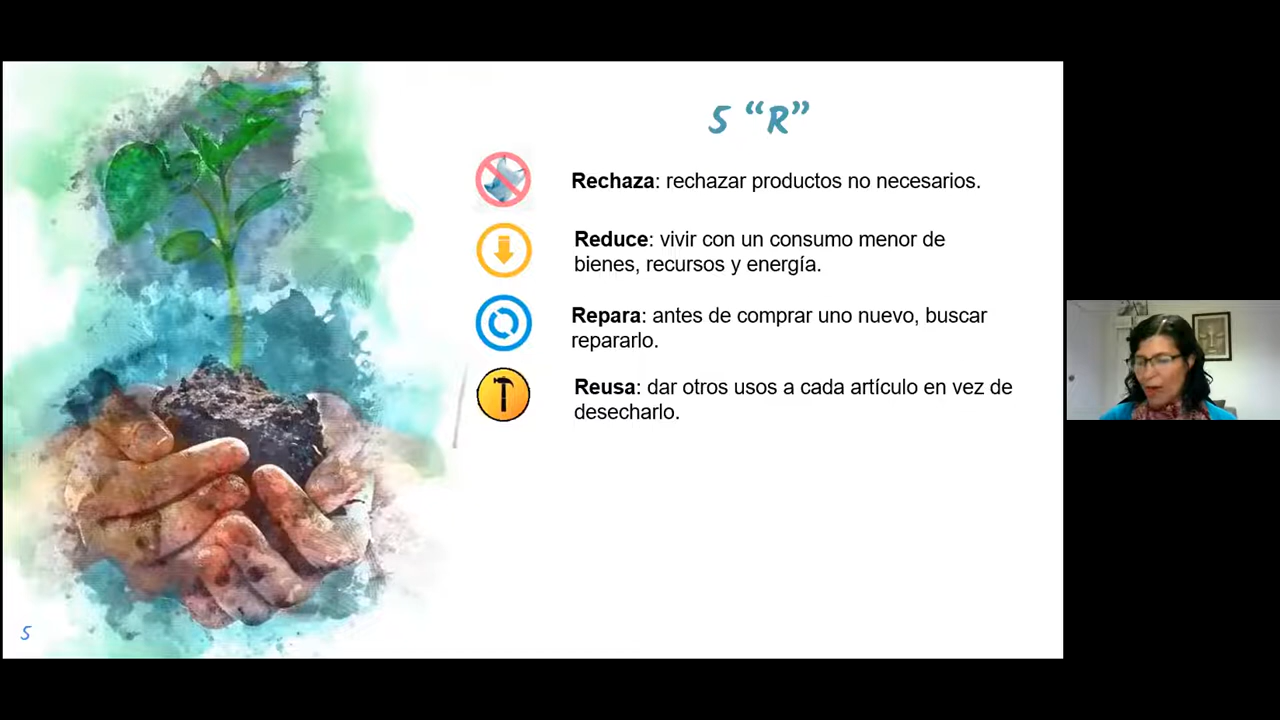 5 “R”
Rechaza: rechazar productos no necesarios.
Reduce: vivir con un consumo menor de
bienes, recursos y energía.
Repara: antes de comprar uno nuevo, buscar
repararlo.
Reusa: dar otros usos a cada artículo en vez de
desecharlo.
5